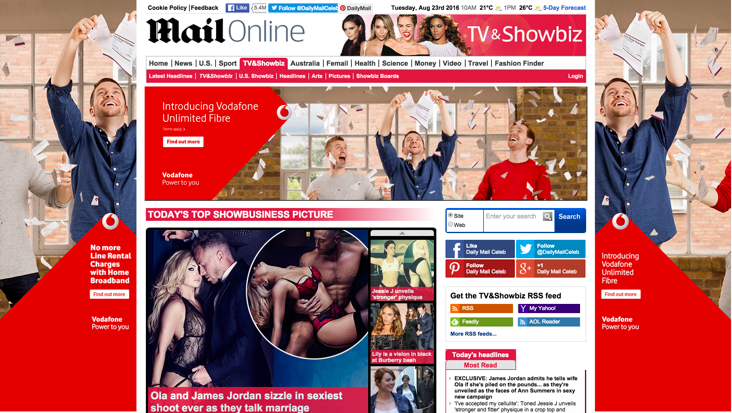 Cookie Policy | Feedback
Like 5.4M
Follow @DailyMailCeleb
DailyMail
Tuesday, Aug 23rd 2016 10AM 21°C 1PM 26°C 5-Day Forecast
Mail Online
TV&Showbiz
Home News U.S. Sport TV&Showbiz Australia Femail Health Science Money Video Travel Fashion Finder
Latest Headlines TV&Showbiz U.S. Showbiz Headlines Arts Pictures Showbiz Boards Login
Introducing Vodafone
Unlimited Fibre
Terms apply
Find out more
Vodafone
Power to you
No more
Line Rental
Charges
with Home
Broadband
Find out more
Vodafone
Power to you
TODAY'S TOP SHOWBUSINESS PICTURE
Jessie J unveils
'stronger' physique
Lily is a vision in black
at Burberry bash
Ola and James Jordan sizzle in sexiest
shoot ever as they talk marriage
Site
Web
Enter your search
Search
Like
Daily Mail Celeb
Follow
@DailyMailCeleb
Follow
Daily Mail Celeb
+1
Daily Mail Celeb
Get the TV&Showbiz RSS feed
RSS
My Yahoo!
Feedly
AOL Reader
More RSS feeds...
Today's headlines
Most Read
EXCLUSIVE: James Jordan admits he tells wife
Ola if she's piled on the pounds... as they're
unveiled as the faces of Ann Summers in sexy
new campaign
'I've accepted my cellulite': Toned Jessie J unveils
'stronger and fitter' physique in a crop top and
Introducing
Vodafone
Unlimited
Fibre
Find out more
Vodafone
Power to you